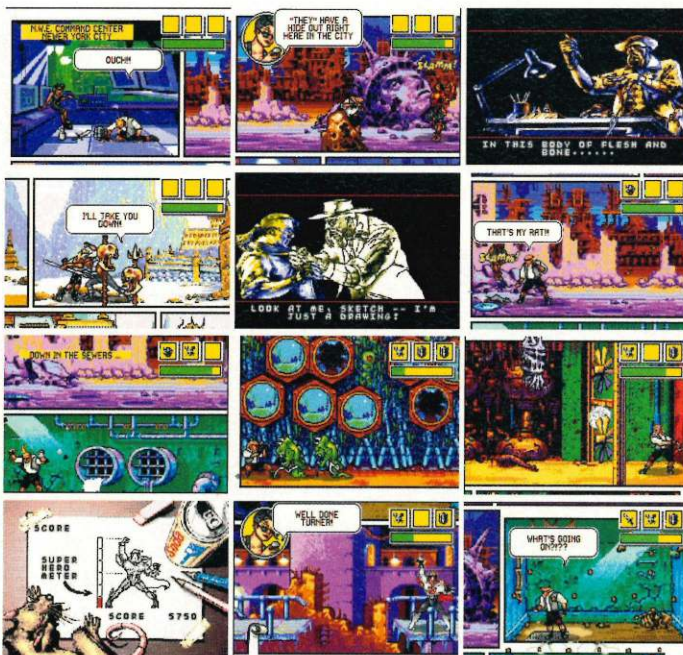 N.W.E. COMMAND CENTER
NEWER YORK CITY
OUCH!!
"THEY" HAVE A
HIDE OUT RIGHT
HERE IN THE CITY
SLAMM!
IN THIS BODY OF FLESH AND
BONE......
I'LL TAKE YOU
DOWN!
LOOK AT ME, SKETCH -- I'M
JUST A DRAWING!
THAT'S MY RAT!!
SLAMM!
DOWN IN THE SEWERS ...
SCORE
SUPER
HERO
METER
SCORE 5750
WELL DONE
TURNER!
WHAT'S GOING
ON?!??